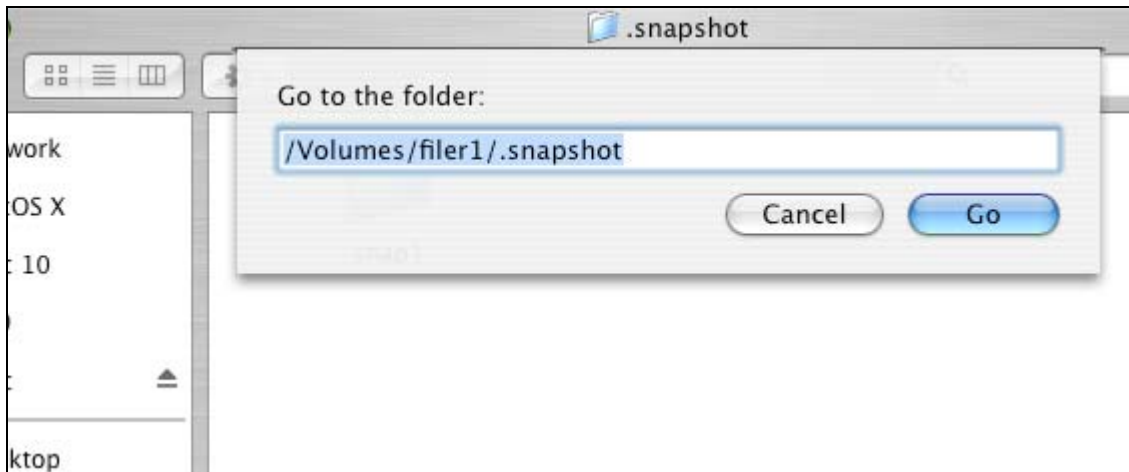 .snapshot
Go to the folder:
/Volumes/filer1/.snapshot
Cancel
Go
work
OS X
10
ktop